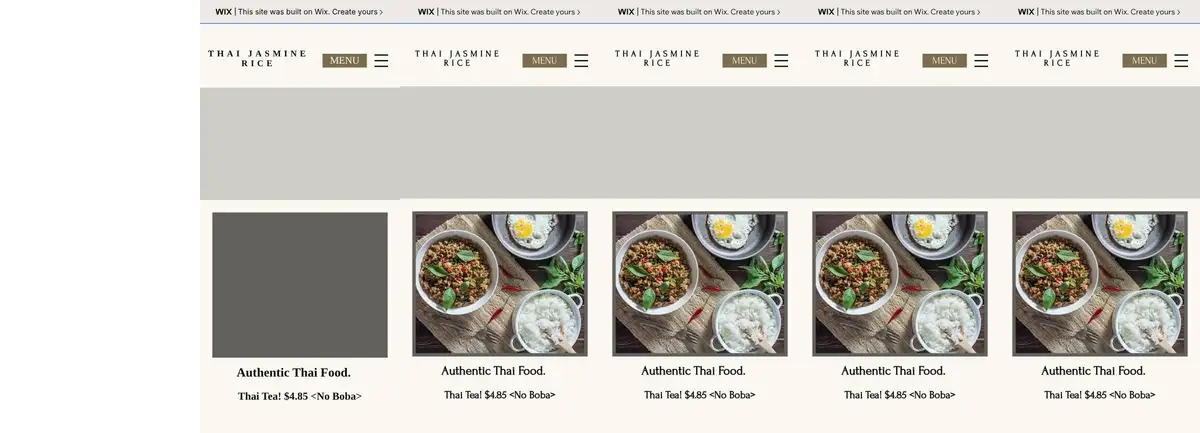 WIX | This site was built on Wix. Create yours >
THAI JASMINE
RICE
MENU
Authentic Thai Food.
Thai Tea! $4.85 <No Boba>
WIX | This site was built on Wix. Create yours >
THAI JASMINE
RICE
MENU
Authentic Thai Food.
Thai Tea! $4.85 <No Boba>
WIX | This site was built on Wix. Create yours >
THAI JASMINE
RICE
MENU
Authentic Thai Food.
Thai Tea! $4.85 <No Boba>
WIX | This site was built on Wix. Create yours >
THAI JASMINE
RICE
MENU
Authentic Thai Food.
Thai Tea! $4.85 <No Boba>
WIX | This site was built on Wix. Create yours >
THAI JASMINE
RICE
MENU
Authentic Thai Food.
Thai Tea! $4.85 <No Boba>